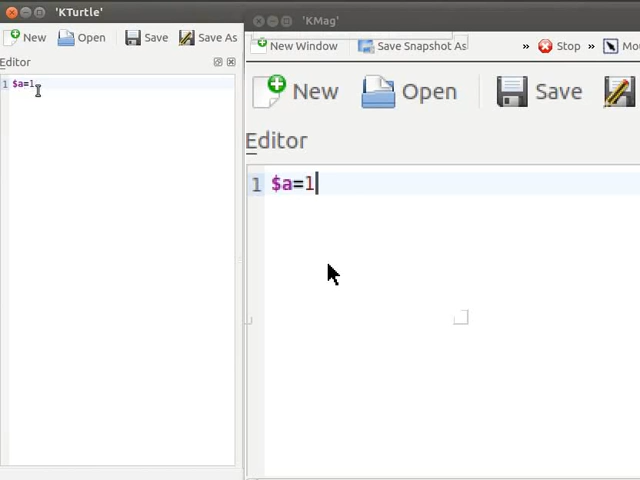 'KTurtle'
New Open Save Save As
Editor
1 $a=1
'KMag'
New Window Save Snapshot As » Stop »
New Open Save
Editor
1 $a=1